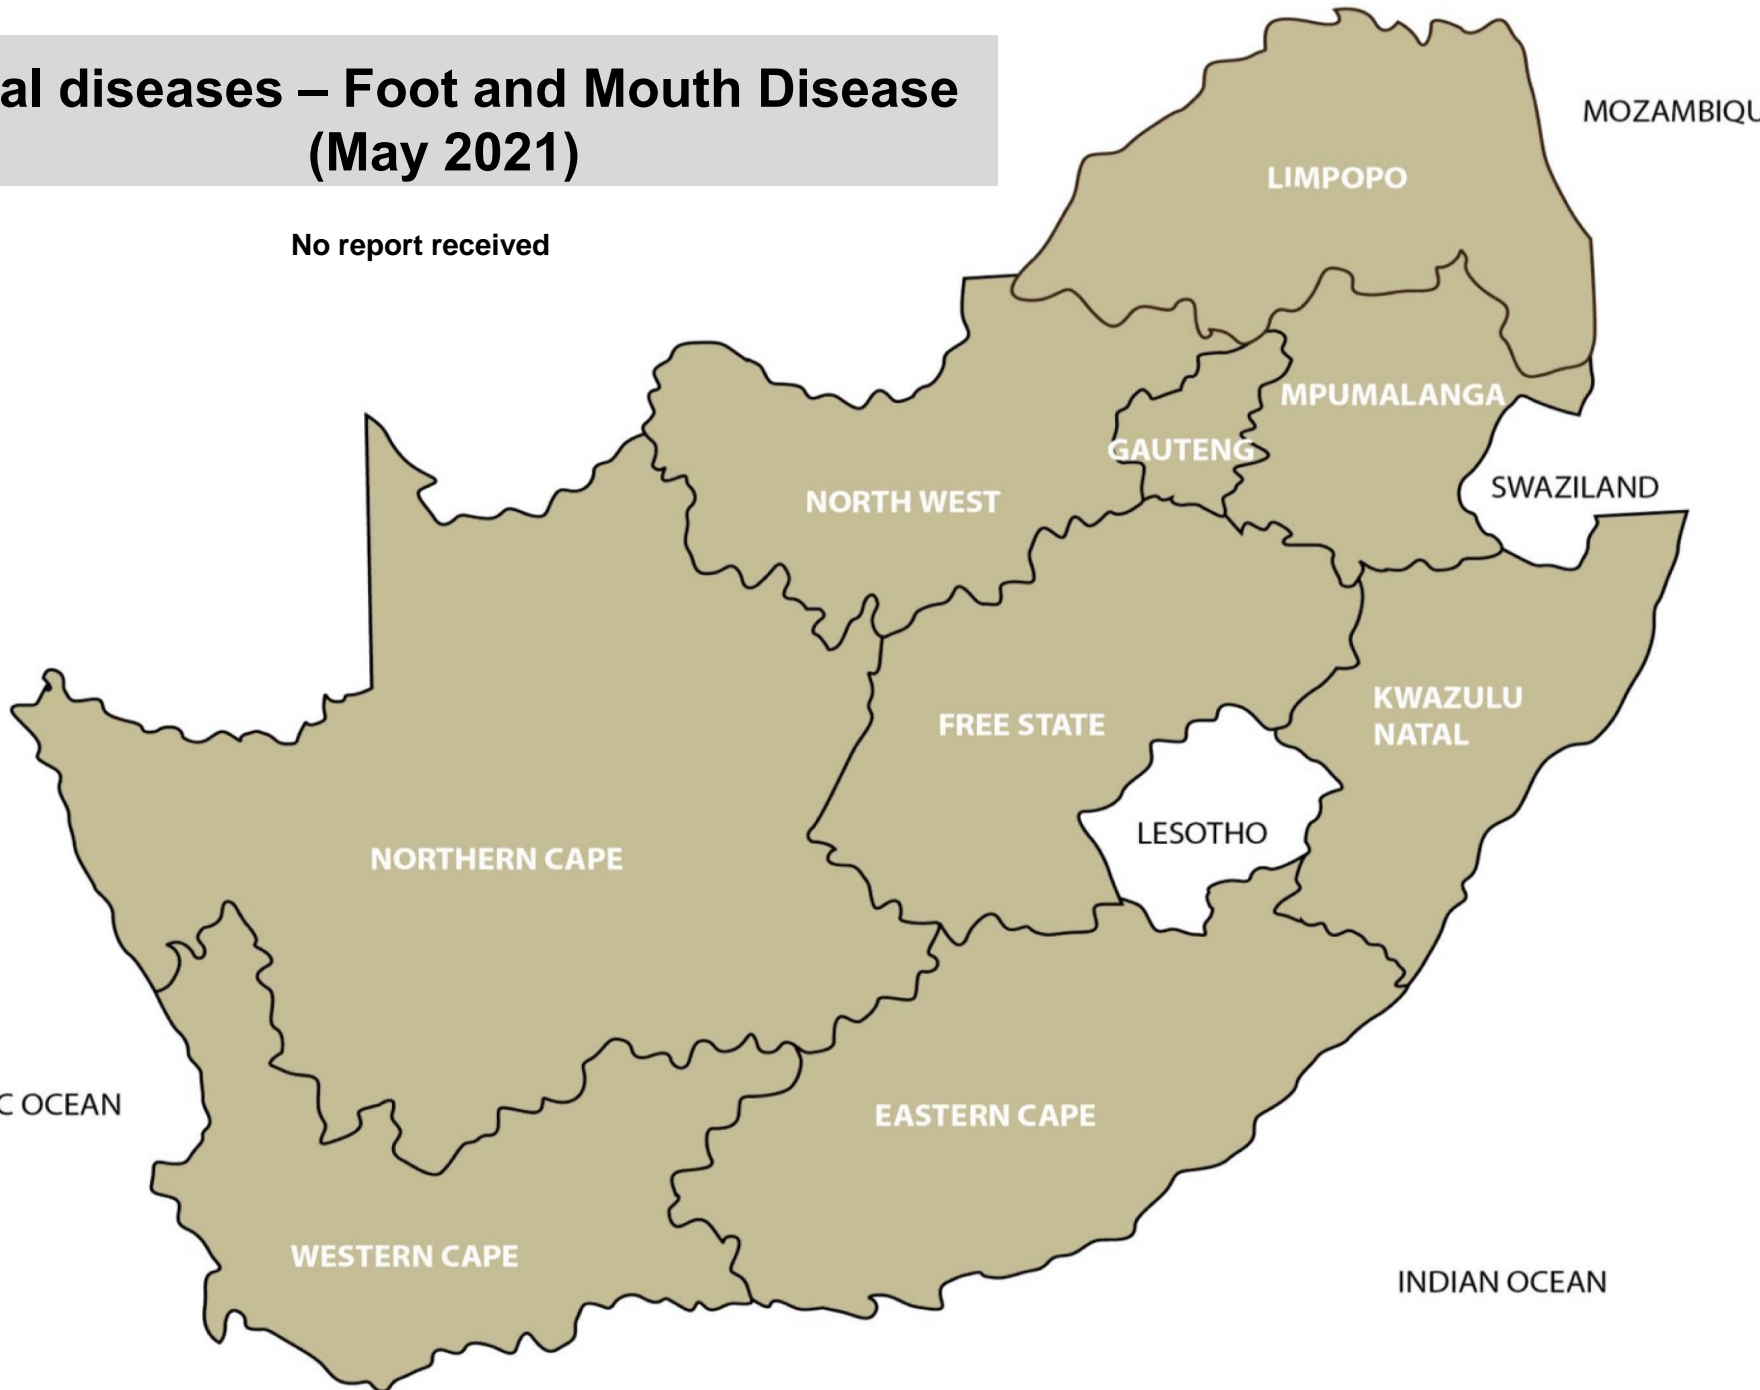 al diseases – Foot and Mouth Disease
(May 2021)
No report received
MOZAMBIQU
LIMPOPO
MPUMALANGA
GAUTENG
SWAZILAND
NORTH WEST
KWAZULU
NATAL
FREE STATE
LESOTHO
NORTHERN CAPE
C OCEAN
EASTERN CAPE
WESTERN CAPE
INDIAN OCEAN